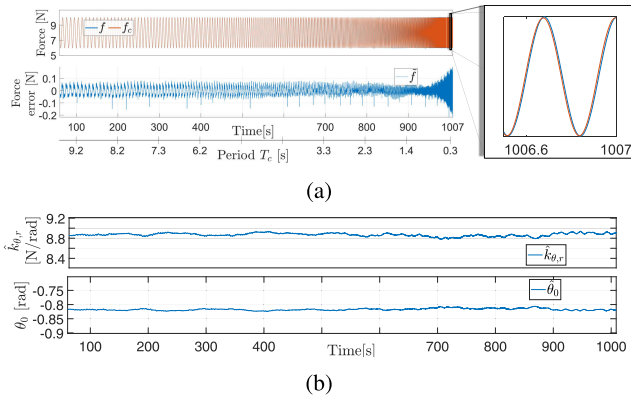 Force [N]
9
7
5
f f_c
Force
error [N]
0.1
0
-0.1
-0.2
f̃
100 200 300 400 500 700 800 900 1007
Time[s]
9.2 8.2 7.3 6.2 3.3 2.3 1.4 0.3
Period T_c [s]
1006.6 1007
(a)
k̂_θ,r
[N/rad]
9.2
8.8
8.4
k̂_θ,r
θ_0 [rad]
-0.75
-0.8
-0.85
-0.9
θ̂_0
100 200 300 400 500 700 800 900 1000
Time[s]
(b)